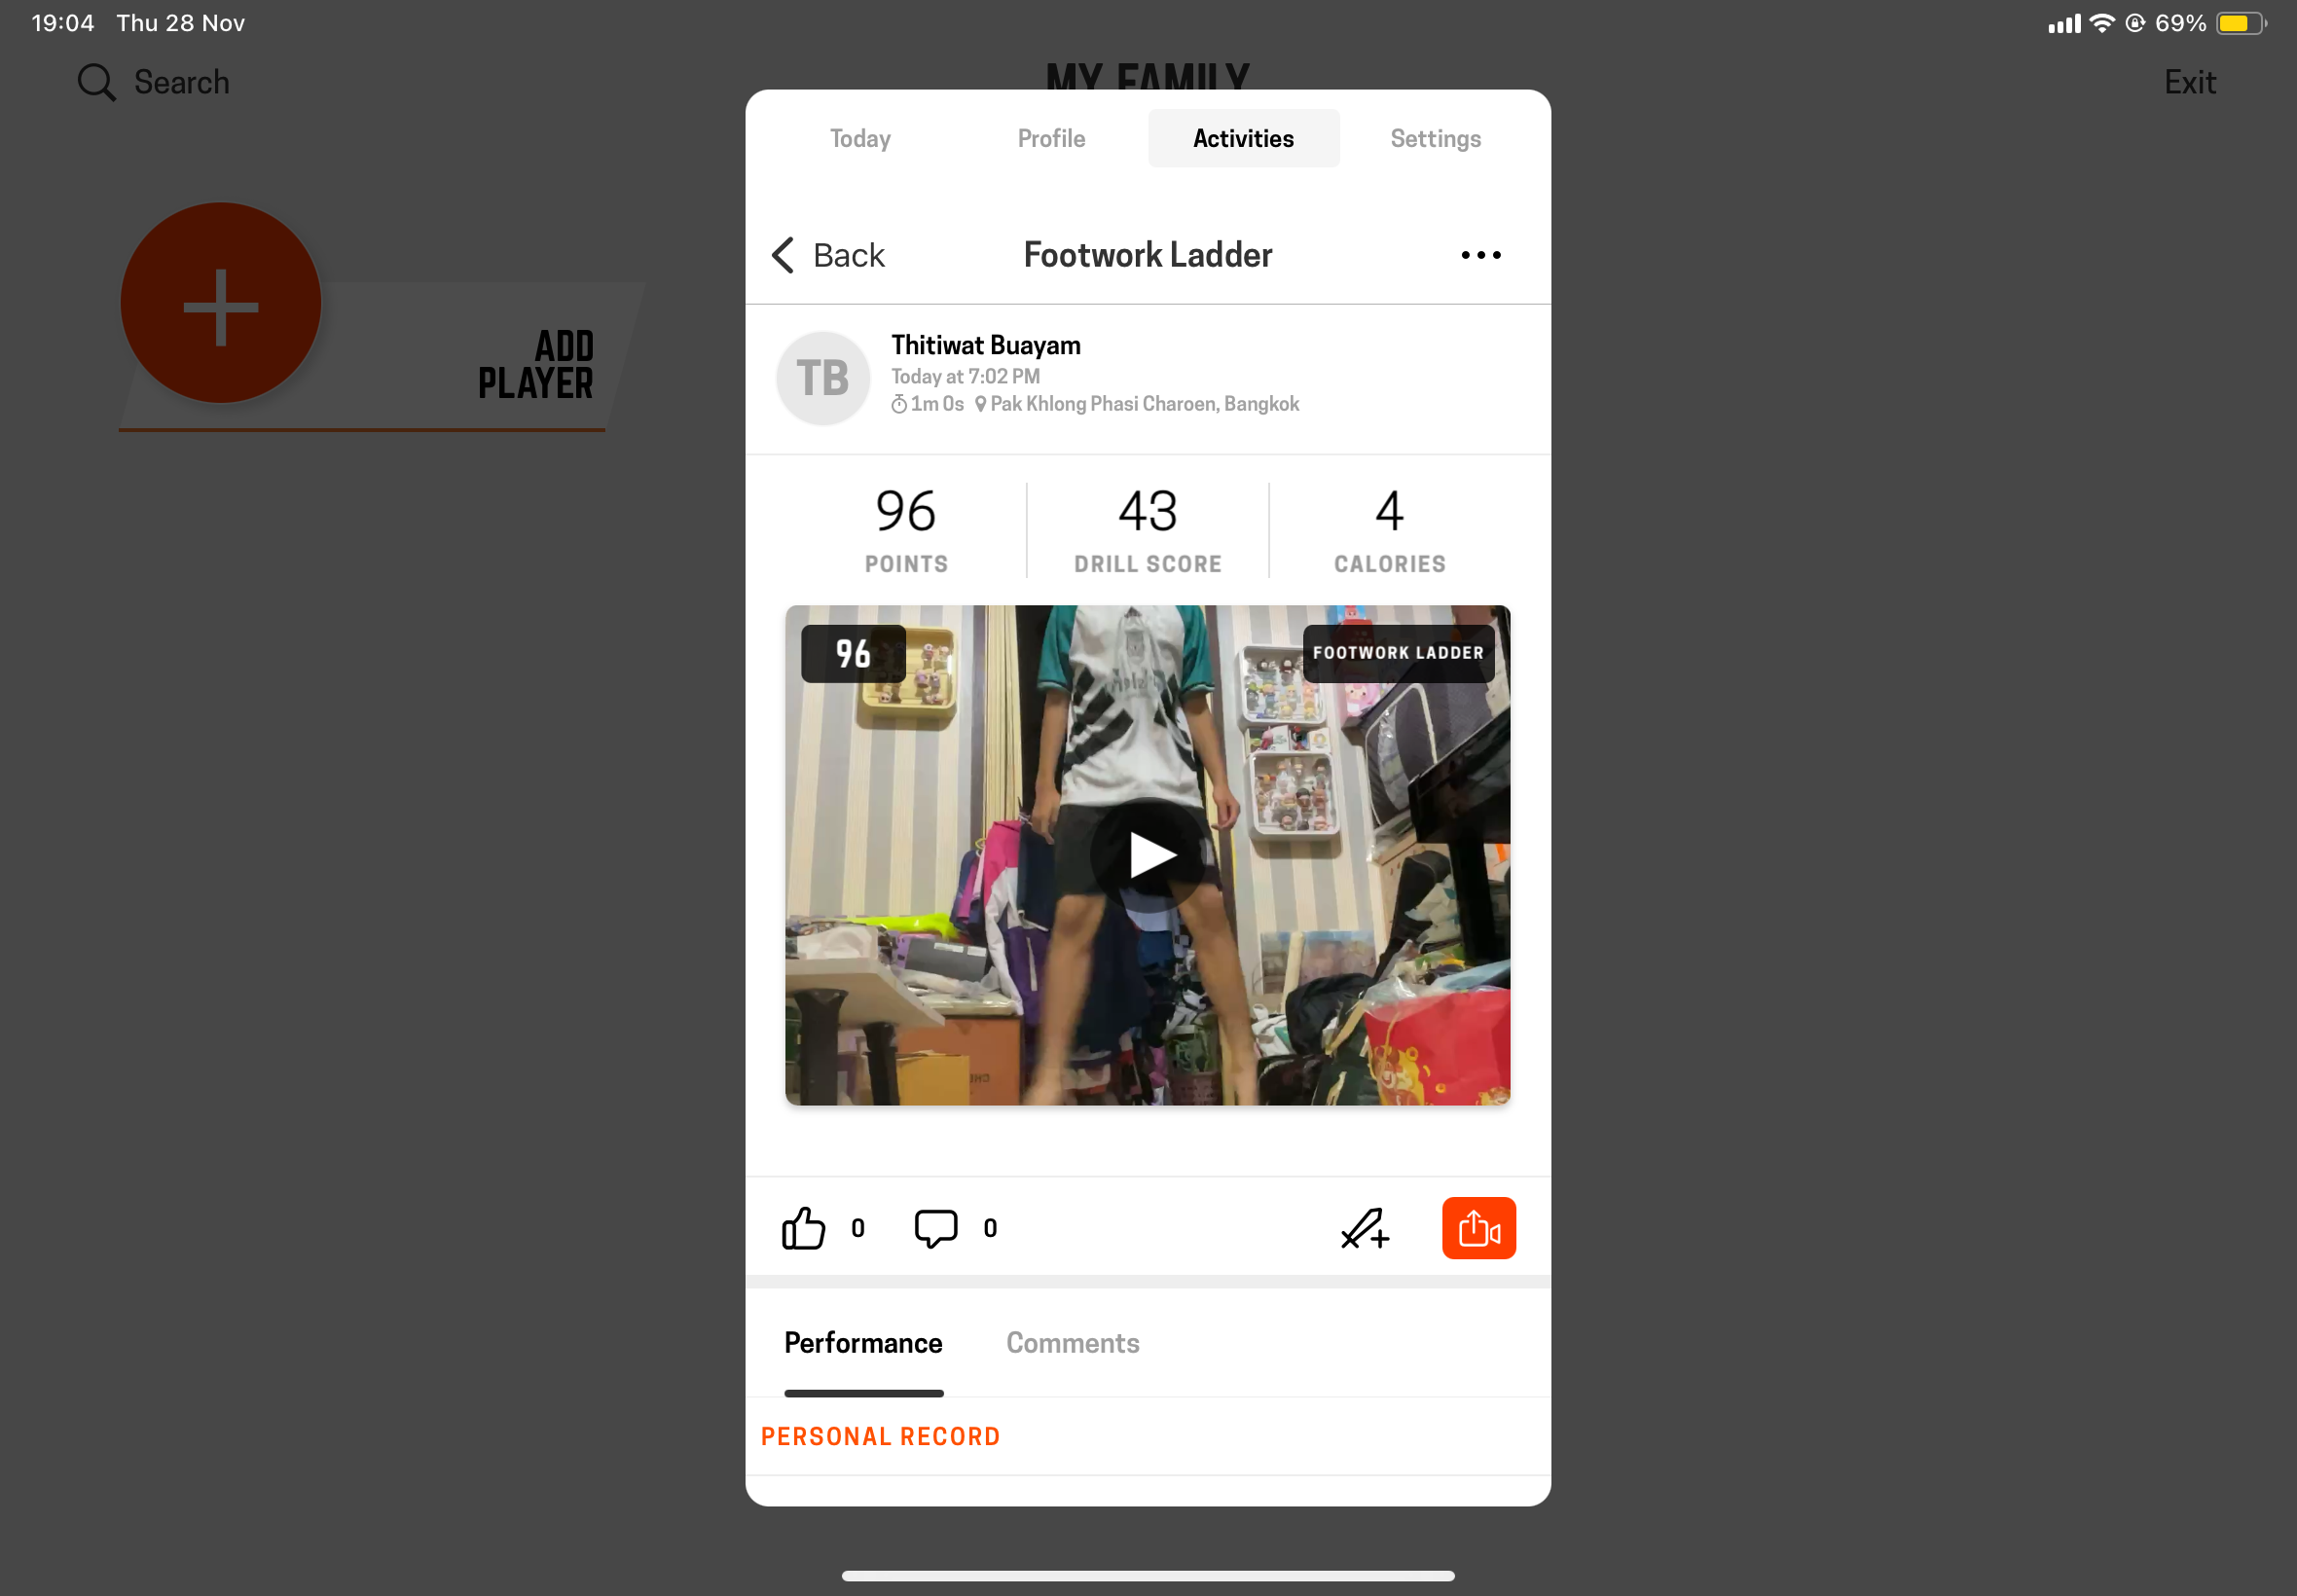 19:04 Thu 28 Nov
69%
Search
MY FAMILY
Exit
Today
Profile
Activities
Settings
ADD
PLAYER
Back
Footwork Ladder
TB
Thitiwat Buayam
Today at 7:02 PM
1m 0s Pak Khlong Phasi Charoen, Bangkok
96
POINTS
43
DRILL SCORE
4
CALORIES
96
FOOTWORK LADDER
0
0
Performance
Comments
PERSONAL RECORD